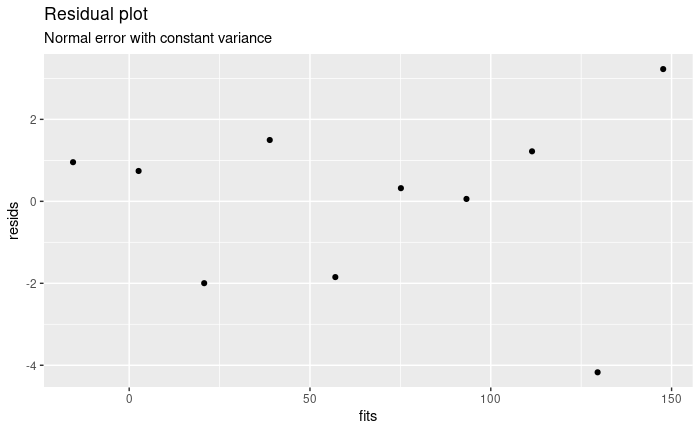 Residual plot
Normal error with constant variance
2
0
-2
-4
resids
0 50 100 150
fits